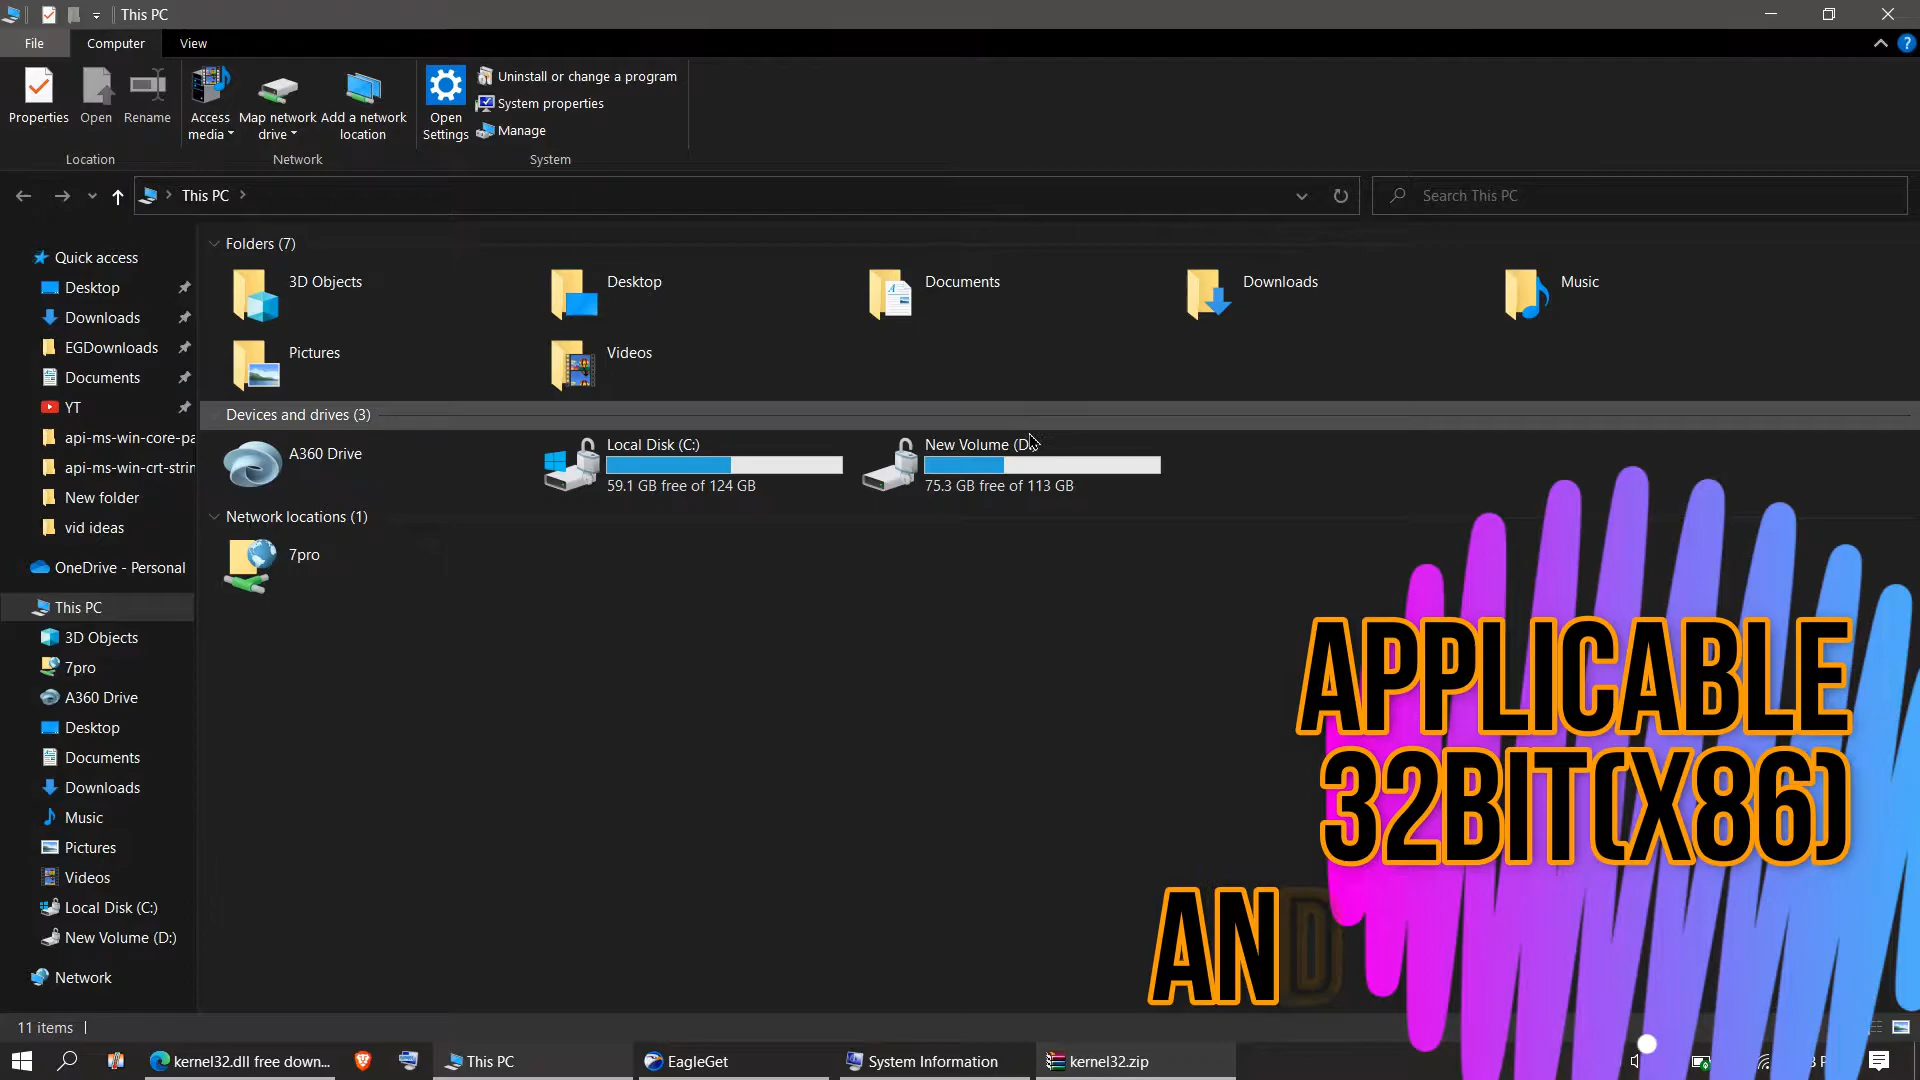 This PC
File
Computer
View
Properties
Open
Rename
Access media
Map network drive
Add a network location
Open Settings
Uninstall or change a program
System properties
Manage
Location
Network
System
This PC
Search This PC
Quick access
Desktop
Downloads
EGDownloads
Documents
YT
api-ms-win-core-pa
api-ms-win-crt-strin
New folder
vid ideas
OneDrive - Personal
This PC
3D Objects
7pro
A360 Drive
Desktop
Documents
Downloads
Music
Pictures
Videos
Local Disk (C:)
New Volume (D:)
Network
Folders (7)
3D Objects
Desktop
Documents
Downloads
Music
Pictures
Videos
Devices and drives (3)
A360 Drive
Local Disk (C:)
59.1 GB free of 124 GB
New Volume (D:
75.3 GB free of 113 GB
Network locations (1)
7pro
APPLICABLE
32BIT(X86)
AND
11 items
kernel32.dll free down...
This PC
EagleGet
System Information
kernel32.zip